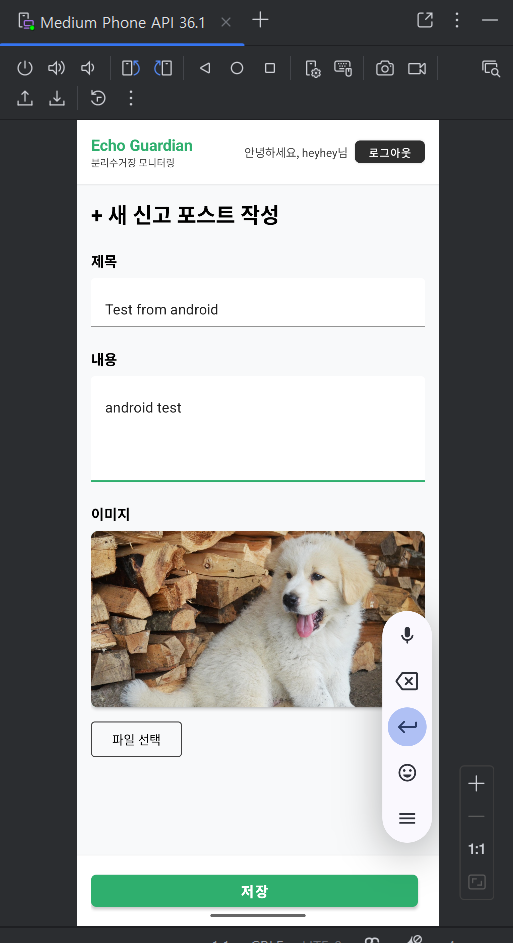 Medium Phone API 36.1
Echo Guardian
분리수거장 모니터링
안녕하세요, heyhey님
로그아웃
+ 새 신고 포스트 작성
제목
Test from android
내용
android test
이미지
파일 선택
1:1
저장